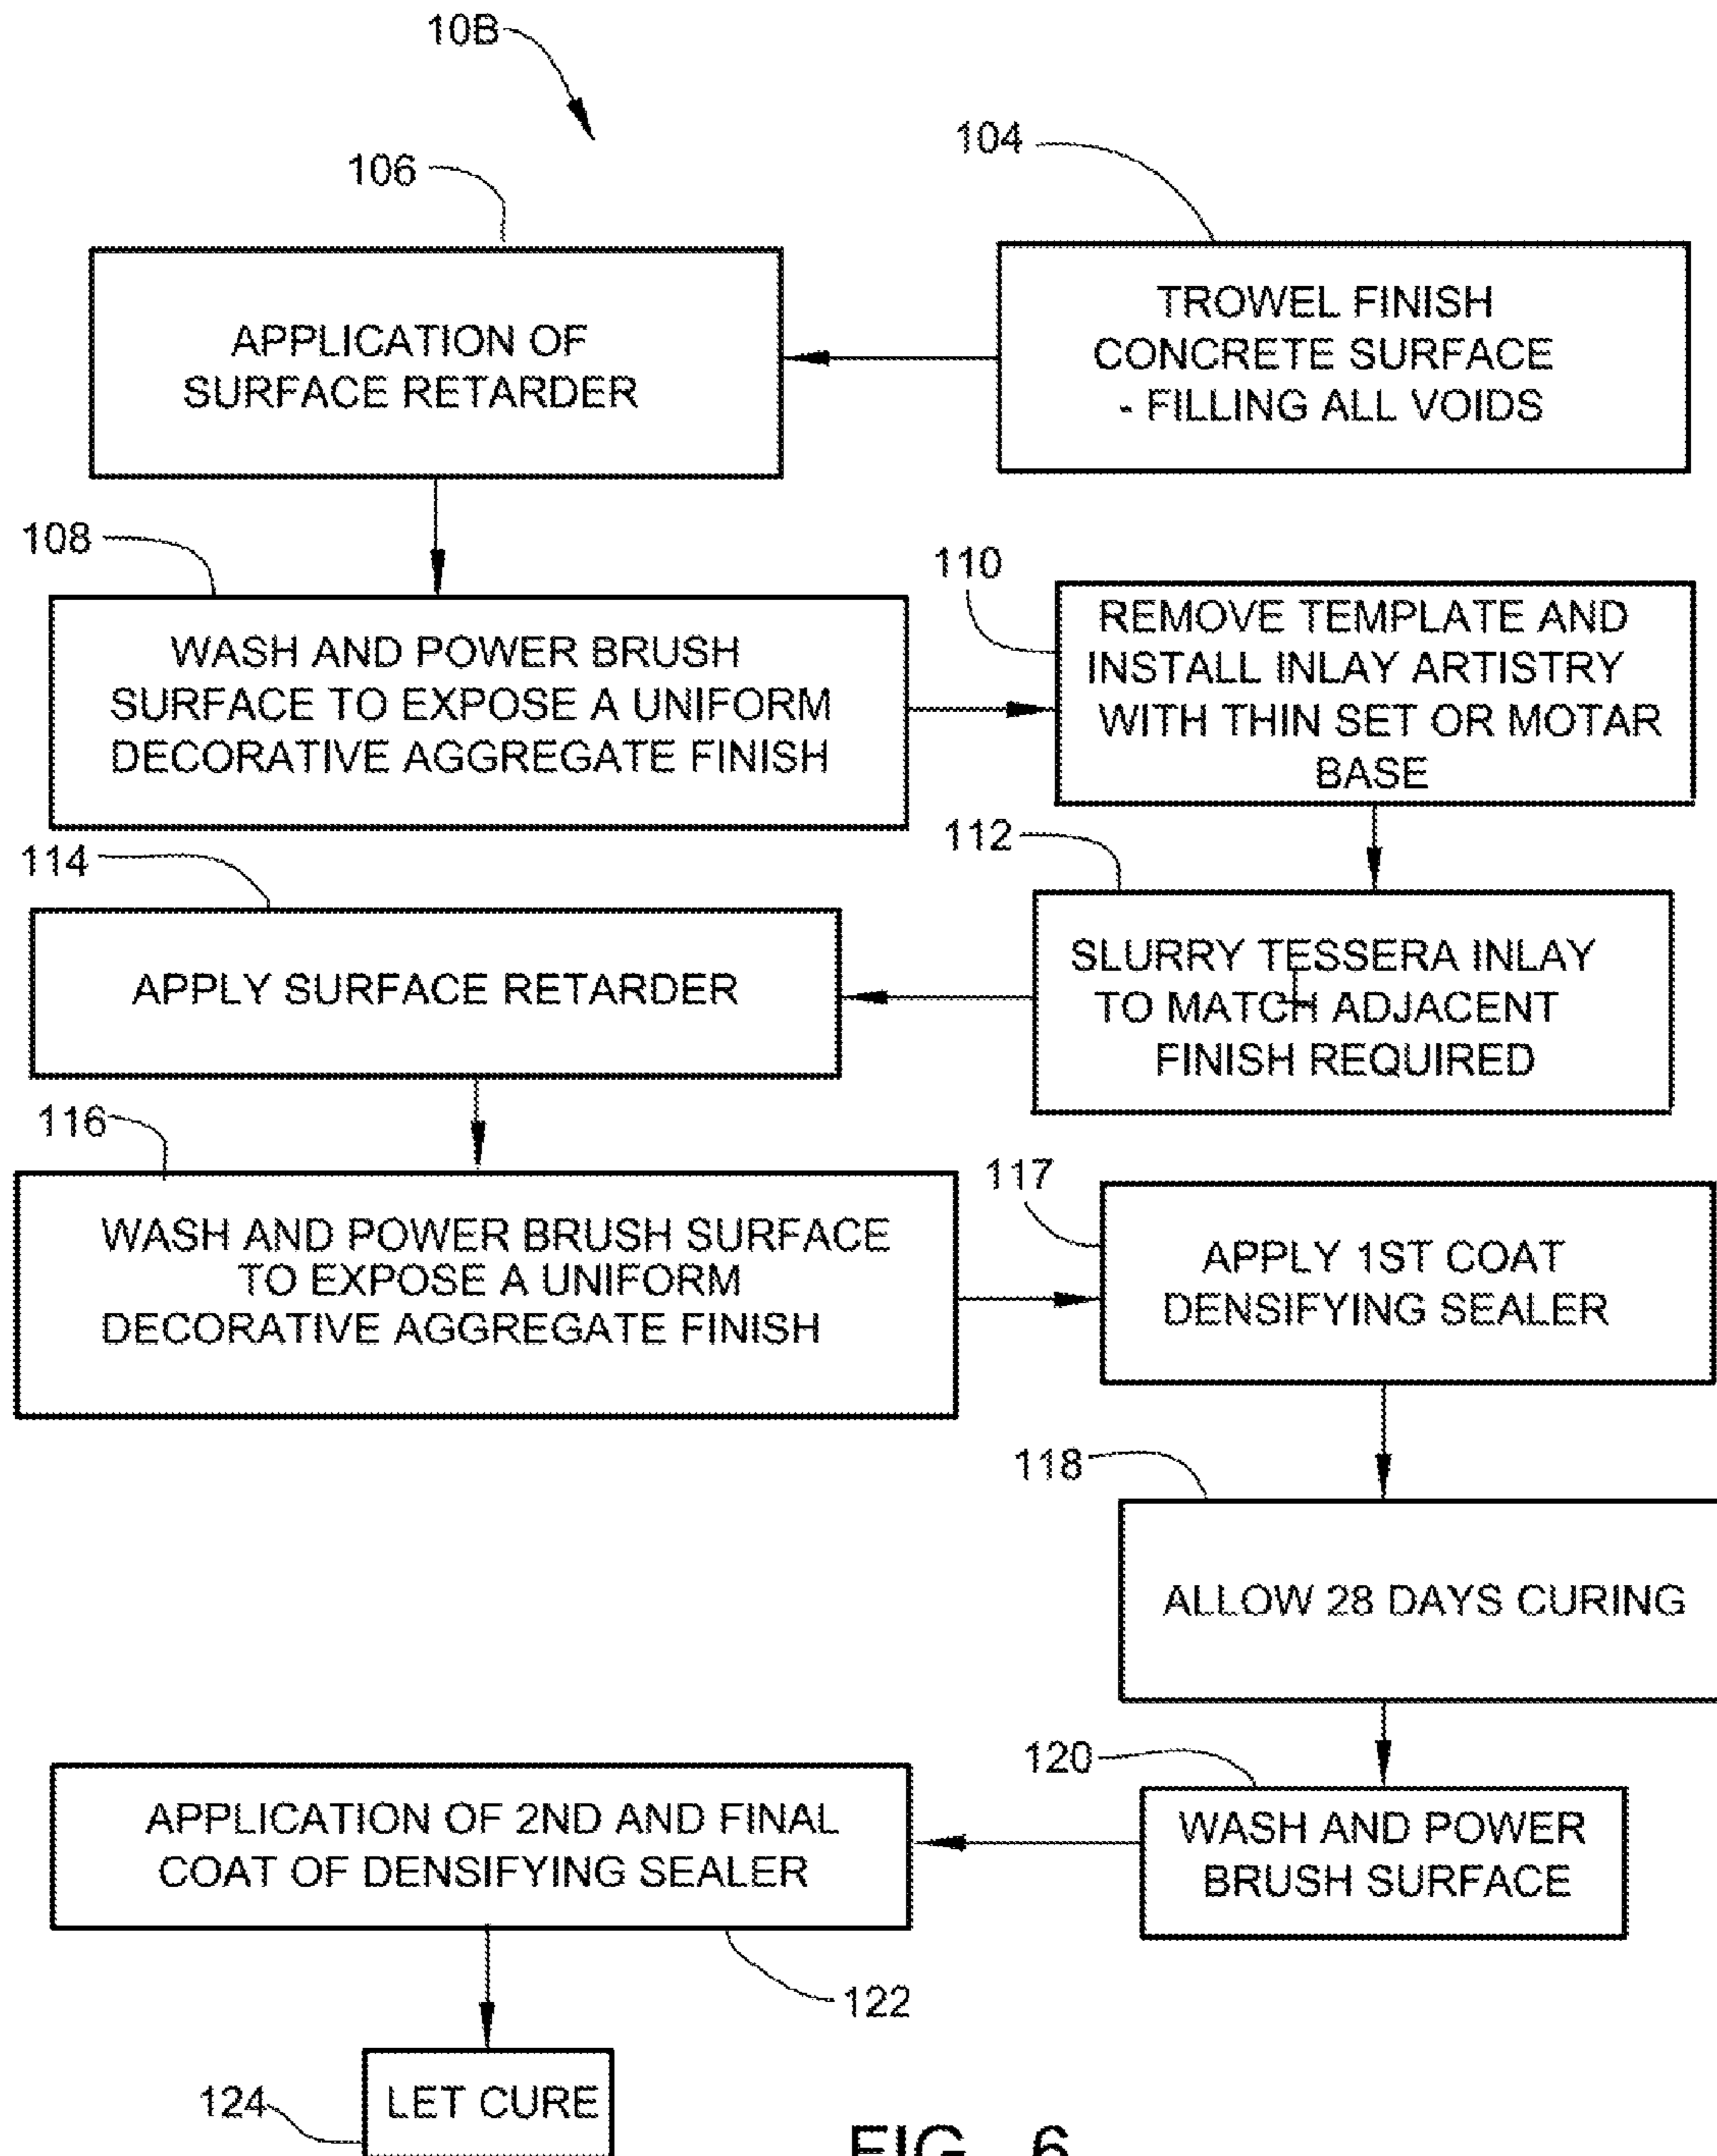 10B
104
106
TROWEL FINISH
CONCRETE SURFACE
- FILLING ALL VOIDS
APPLICATION OF
SURFACE RETARDER
108
WASH AND POWER BRUSH
SURFACE TO EXPOSE A UNIFORM
DECORATIVE AGGREGATE FINISH
110
REMOVE TEMPLATE AND
INSTALL INLAY ARTISTRY
WITH THIN SET OR MOTAR
BASE
112
SLURRY TESSERA INLAY
TO MATCH ADJACENT
FINISH REQUIRED
114
APPLY SURFACE RETARDER
116
WASH AND POWER BRUSH SURFACE
TO EXPOSE A UNIFORM
DECORATIVE AGGREGATE FINISH
117
APPLY 1ST COAT
DENSIFYING SEALER
118
ALLOW 28 DAYS CURING
120
WASH AND POWER
BRUSH SURFACE
APPLICATION OF 2ND AND FINAL
COAT OF DENSIFYING SEALER
122
LET CURE
124
FIG. 6